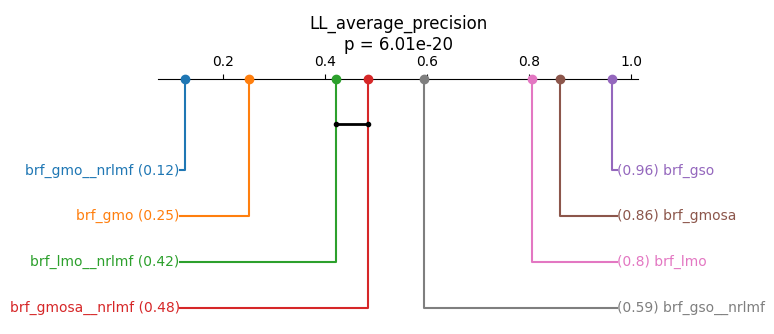 LL_average_precision
p = 6.01e-20
0.2 0.4 0.6 0.8 1.0
brf_gmo__nrlmf (0.12) (0.96) brf_gso
brf_gmo (0.25) (0.86) brf_gmosa
brf_lmo__nrlmf (0.42) (0.8) brf_lmo
brf_gmosa__nrlmf (0.48) (0.59) brf_gso__nrlmf